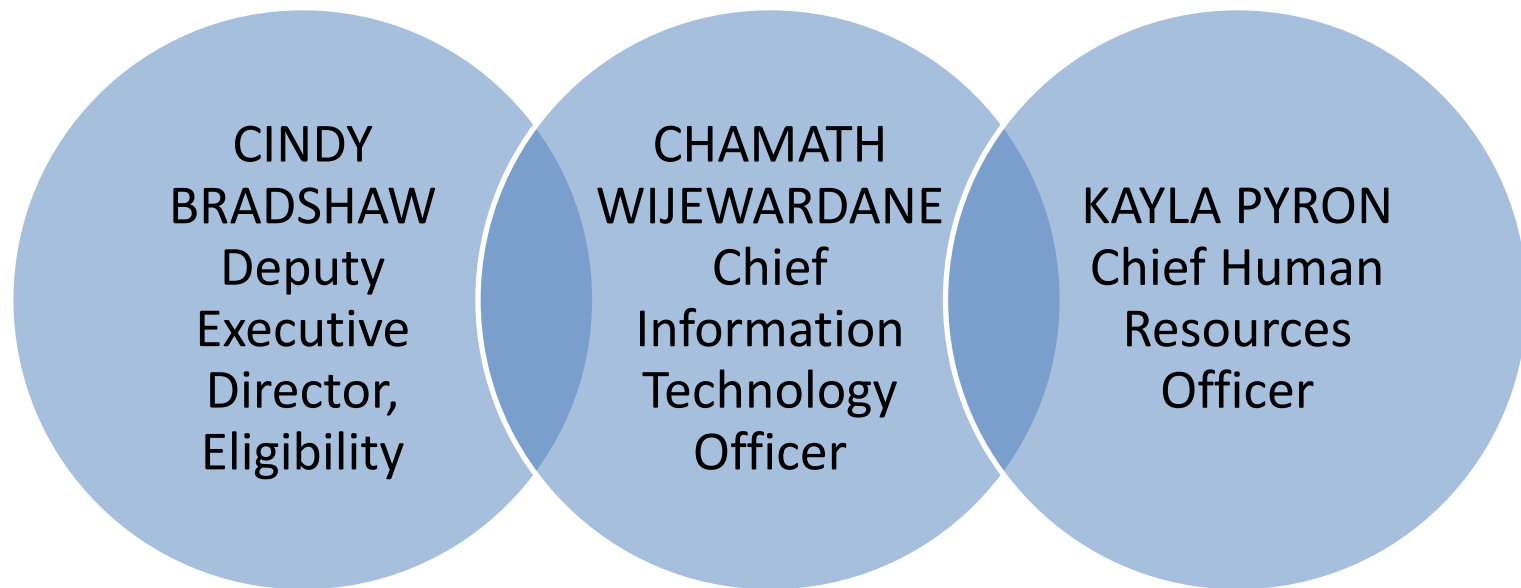 CINDY
BRADSHAW
Deputy
Executive
Director,
Eligibility
CHAMATH
WIJEWARDANE
Chief
Information
Technology
Officer
KAYLA PYRON
Chief Human
Resources
Officer